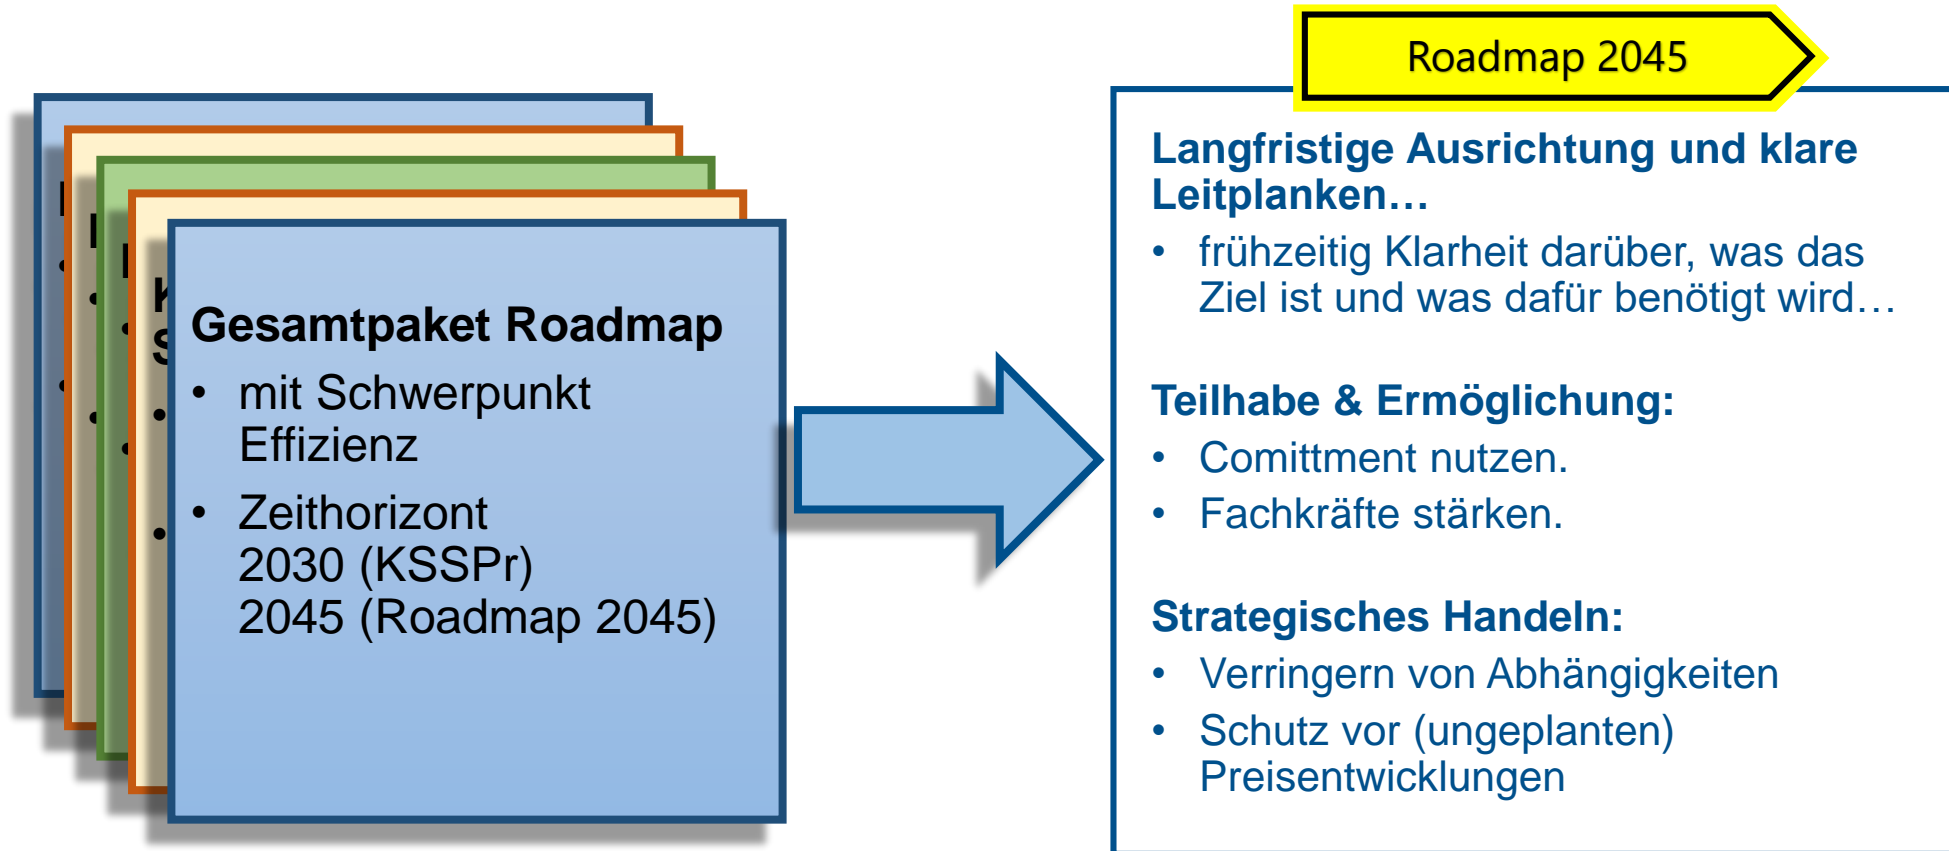 Roadmap 2045
Gesamtpaket Roadmap
• mit Schwerpunkt
Effizienz
• Zeithorizont
2030 (KSSPr)
2045 (Roadmap 2045)
Langfristige Ausrichtung und klare
Leitplanken…
• frühzeitig Klarheit darüber, was das
Ziel ist und was dafür benötigt wird…
Teilhabe & Ermöglichung:
• Comittment nutzen.
• Fachkräfte stärken.
Strategisches Handeln:
• Verringern von Abhängigkeiten
• Schutz vor (ungeplanten)
Preisentwicklungen